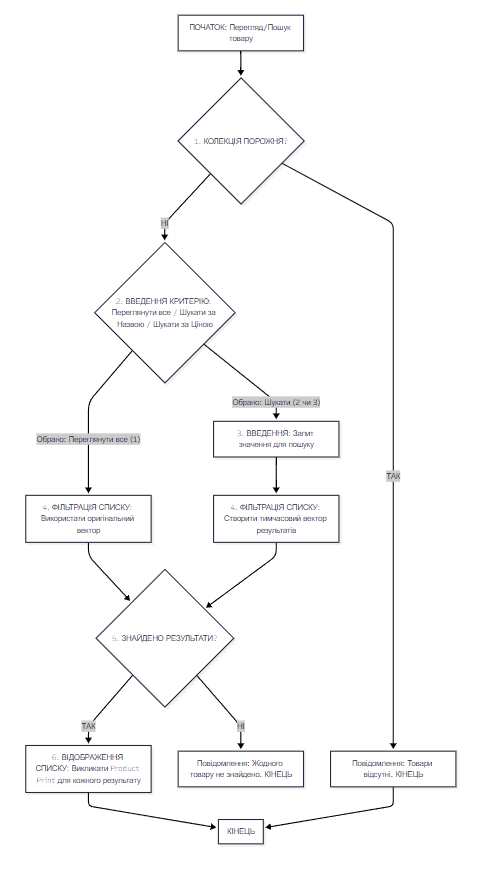 ПОЧАТОК: Перегляд/Пошук
товару
1. КОЛЕКЦІЯ ПОРОЖНЯ?
НІ
2. ВВЕДЕННЯ КРИТЕРІЮ:
Переглянути все / Шукати за
Назвою / Шукати за Ціною
Обрано: Шукати (2 чи 3)
Обрано: Переглянути все (1)
3. ВВЕДЕННЯ: Запит
значення для пошуку
ТАК
4. ФІЛЬТРАЦІЯ СПИСКУ:
Використати оригінальний
вектор
4. ФІЛЬТРАЦІЯ СПИСКУ:
Створити тимчасовий вектор
результатів
5. ЗНАЙДЕНО РЕЗУЛЬТАТИ?
ТАК
НІ
6. ВІДОБРАЖЕННЯ
СПИСКУ: Викликати Product
Print для кожного результату
Повідомлення: Жодного
товару не знайдено. КІНЕЦЬ
Повідомлення: Товари
відсутні. КІНЕЦЬ
КІНЕЦЬ